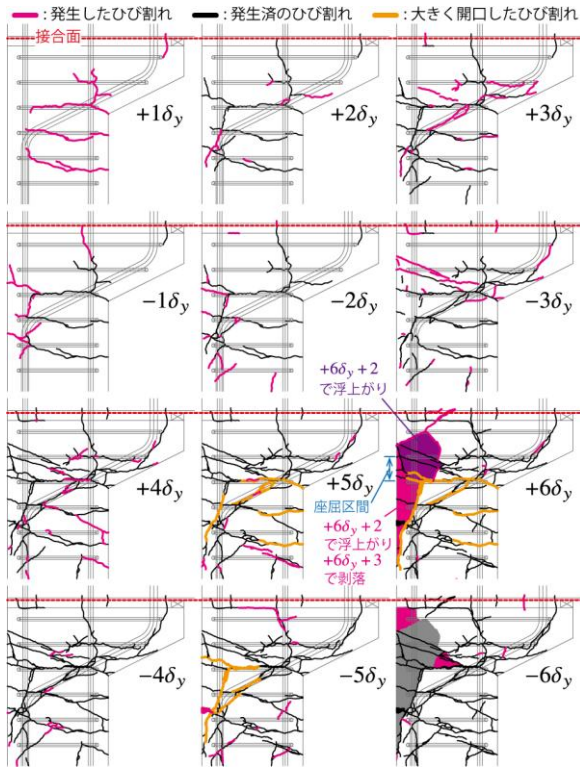 : 発生したひび割れ : 発生済のひび割れ : 大きく開口したひび割れ
接合面
+1δy
+2δy
+3δy
−1δy
−2δy
−3δy
+6δy+2
で浮上がり
+4δy
+5δy
+6δy
座屈区間
+6δy+2
で浮上がり
+6δy+3
で剥落
−4δy
−5δy
−6δy